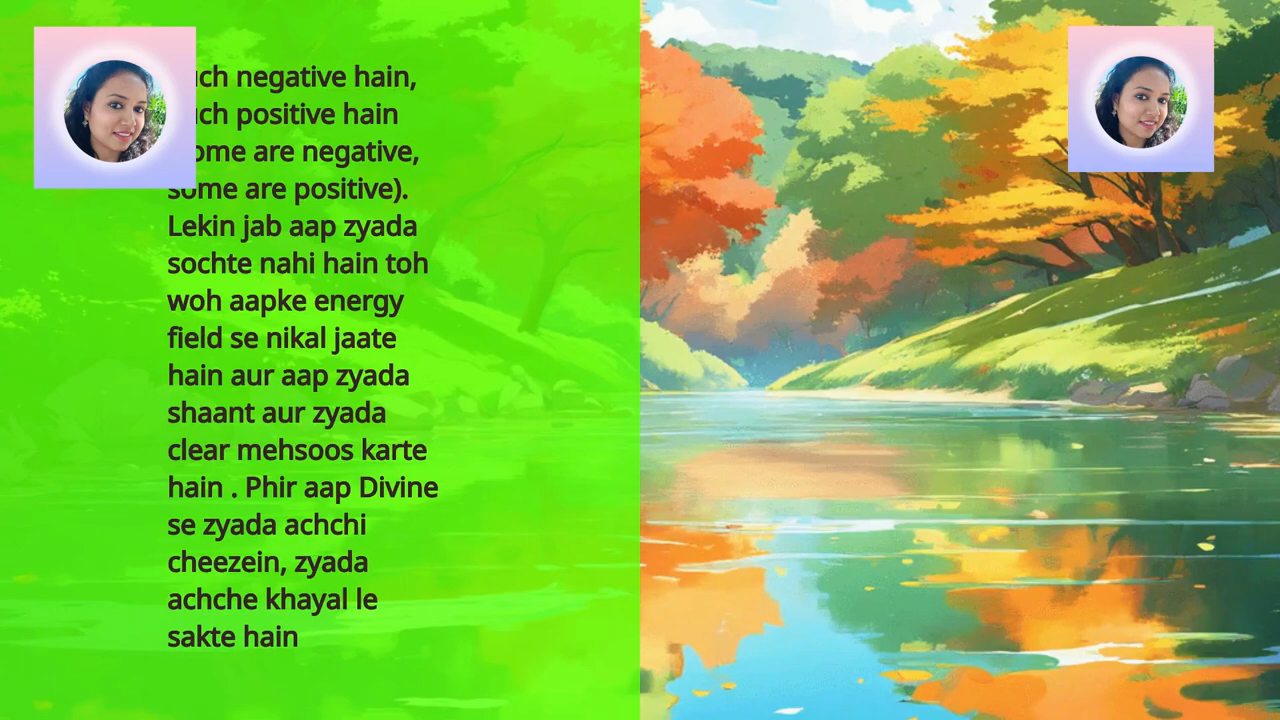 negative hain,
positive hain
are negative,
some are positive).
Lekin jab aap zyada
sochte nahi hain toh
woh aapke energy
field se nikal jaate
hain aur aap zyada
shaant aur zyada
clear mehsoos karte
hain . Phir aap Divine
se zyada achchi
cheezein, zyada
achche khayal le
sakte hain